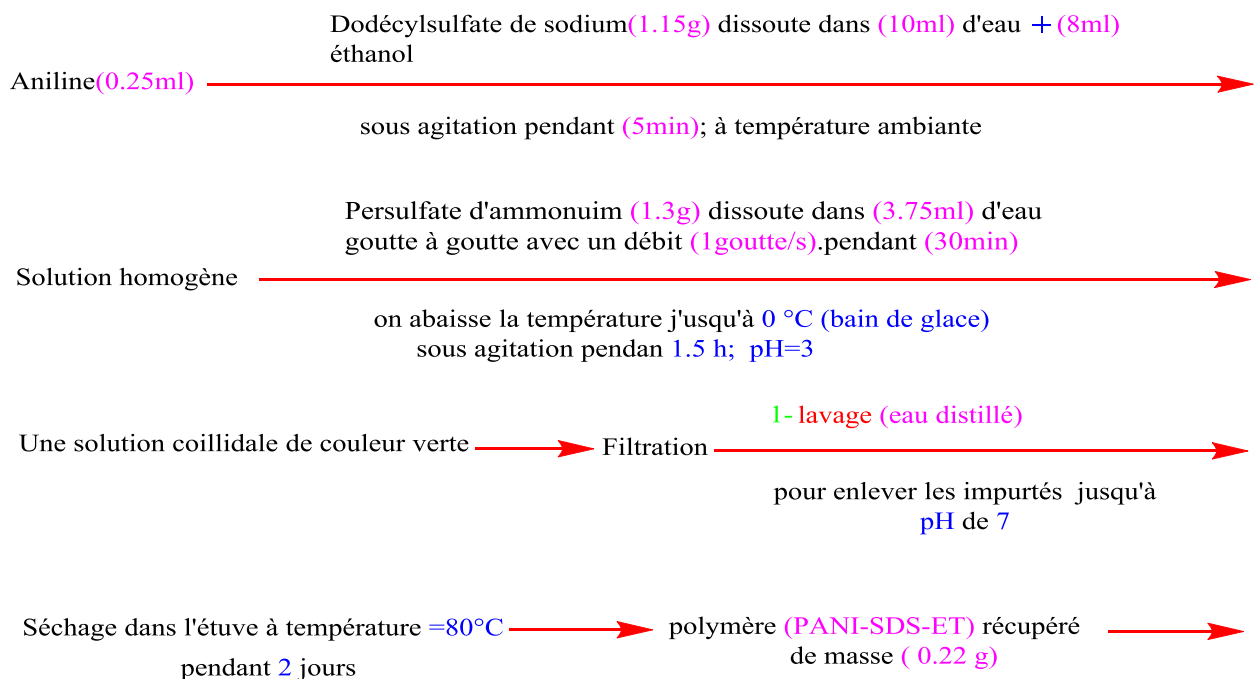 Dodécylsulfate de sodium(1.15g) dissoute dans (10ml) d'eau + (8ml)
éthanol
Aniline(0.25ml)
sous agitation pendant (5min); à température ambiante
Persulfate d'ammonuim (1.3g) dissoute dans (3.75ml) d'eau
goutte à goutte avec un débit (1goutte/s).pendant (30min)
Solution homogène
on abaisse la température j'usqu'à 0 °C (bain de glace)
sous agitation pendan 1.5 h; pH=3
1- lavage (eau distillé)
Une solution coillidale de couleur verte
Filtration
pour enlever les impurtés jusqu'à
pH de 7
Séchage dans l'étuve à température =80°C
pendant 2 jours
polymère (PANI-SDS-ET) récupéré
de masse ( 0.22 g)